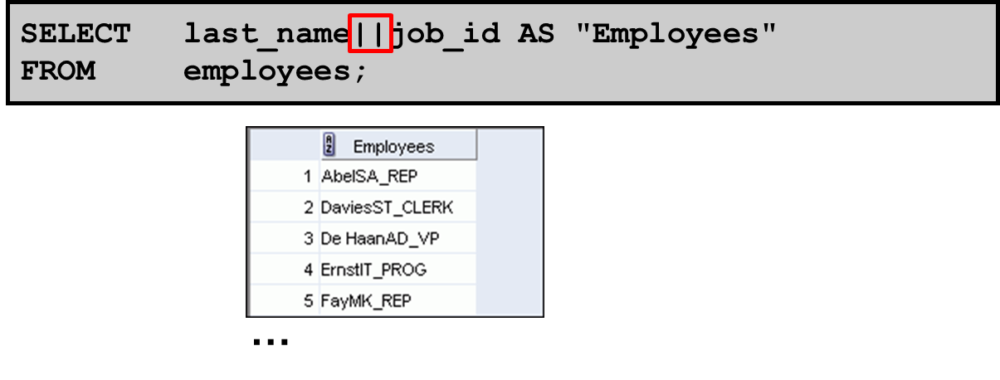 SELECT last_name||job_id AS "Employees"
FROM employees;
Employees
1 AbelSA_REP
2 DaviesST_CLERK
3 De HaanAD_VP
4 ErnstIT_PROG
5 FayMK_REP
…